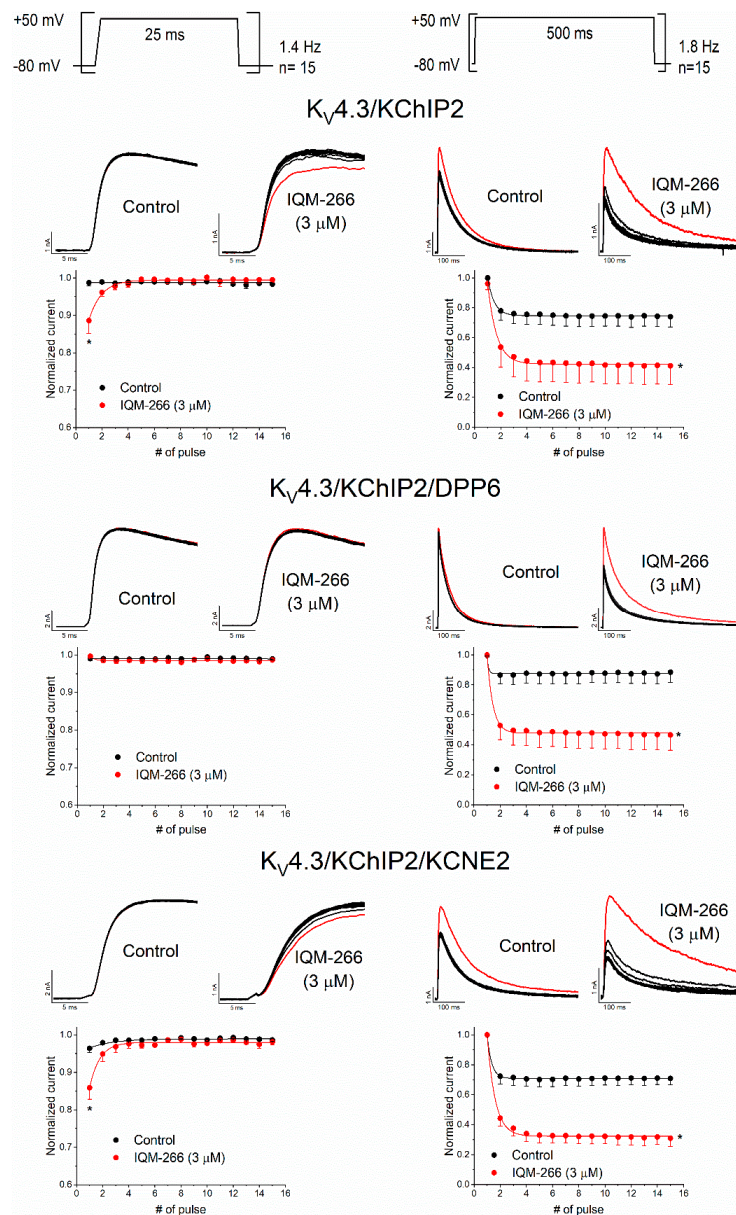 +50 mV
25 ms
-80 mV
1.4 Hz
n= 15
+50 mV
500 ms
-80 mV
1.8 Hz
n=15
KV4.3/KChIP2
Control
1 nA
5 ms
IQM-266
(3 μM)
1 nA
5 ms
Control
1 nA
100 ms
IQM-266
(3 μM)
1 nA
100 ms
Normalized current
1.0
0.9
0.8
0.7
0.6
*
Control
IQM-266 (3 μM)
0 2 4 6 8 10 12 14 16
# of pulse
Normalized current
1.0
0.8
0.6
0.4
0.2
0.0
*
Control
IQM-266 (3 μM)
0 2 4 6 8 10 12 14 16
# of pulse
KV4.3/KChIP2/DPP6
Control
2 nA
5 ms
IQM-266
(3 μM)
2 nA
5 ms
Control
2 nA
100 ms
IQM-266
(3 μM)
2 nA
100 ms
Normalized current
1.0
0.9
0.8
0.7
0.6
Control
IQM-266 (3 μM)
0 2 4 6 8 10 12 14 16
# of pulse
Normalized current
1.0
0.8
0.6
0.4
0.2
0.0
*
Control
IQM-266 (3 μM)
0 2 4 6 8 10 12 14 16
# of pulse
KV4.3/KChIP2/KCNE2
Control
2 nA
5 ms
IQM-266
(3 μM)
1 nA
5 ms
Control
1 nA
100 ms
IQM-266
(3 μM)
1 nA
100 ms
Normalized current
1.0
0.9
0.8
0.7
0.6
*
Control
IQM-266 (3 μM)
0 2 4 6 8 10 12 14 16
# of pulse
Normalized current
1.0
0.8
0.6
0.4
0.2
0.0
*
Control
IQM-266 (3 μM)
0 2 4 6 8 10 12 14 16
# of pulse